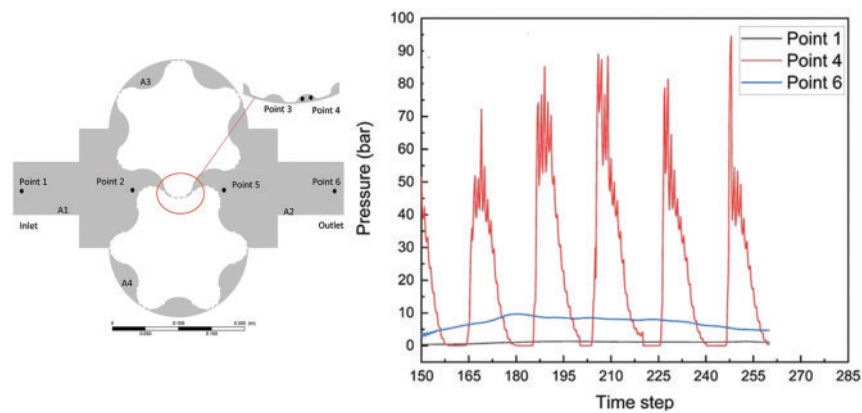 A3
Point 3
Point 4
Point 1
Point 2
Point 5
Point 6
A1
A2
Inlet
Outlet
A4
100
90
80
70
60
50
40
30
20
10
0
Pressure (bar)
Point 1
Point 4
Point 6
150
165
180
195
210
225
240
255
270
285
Time step